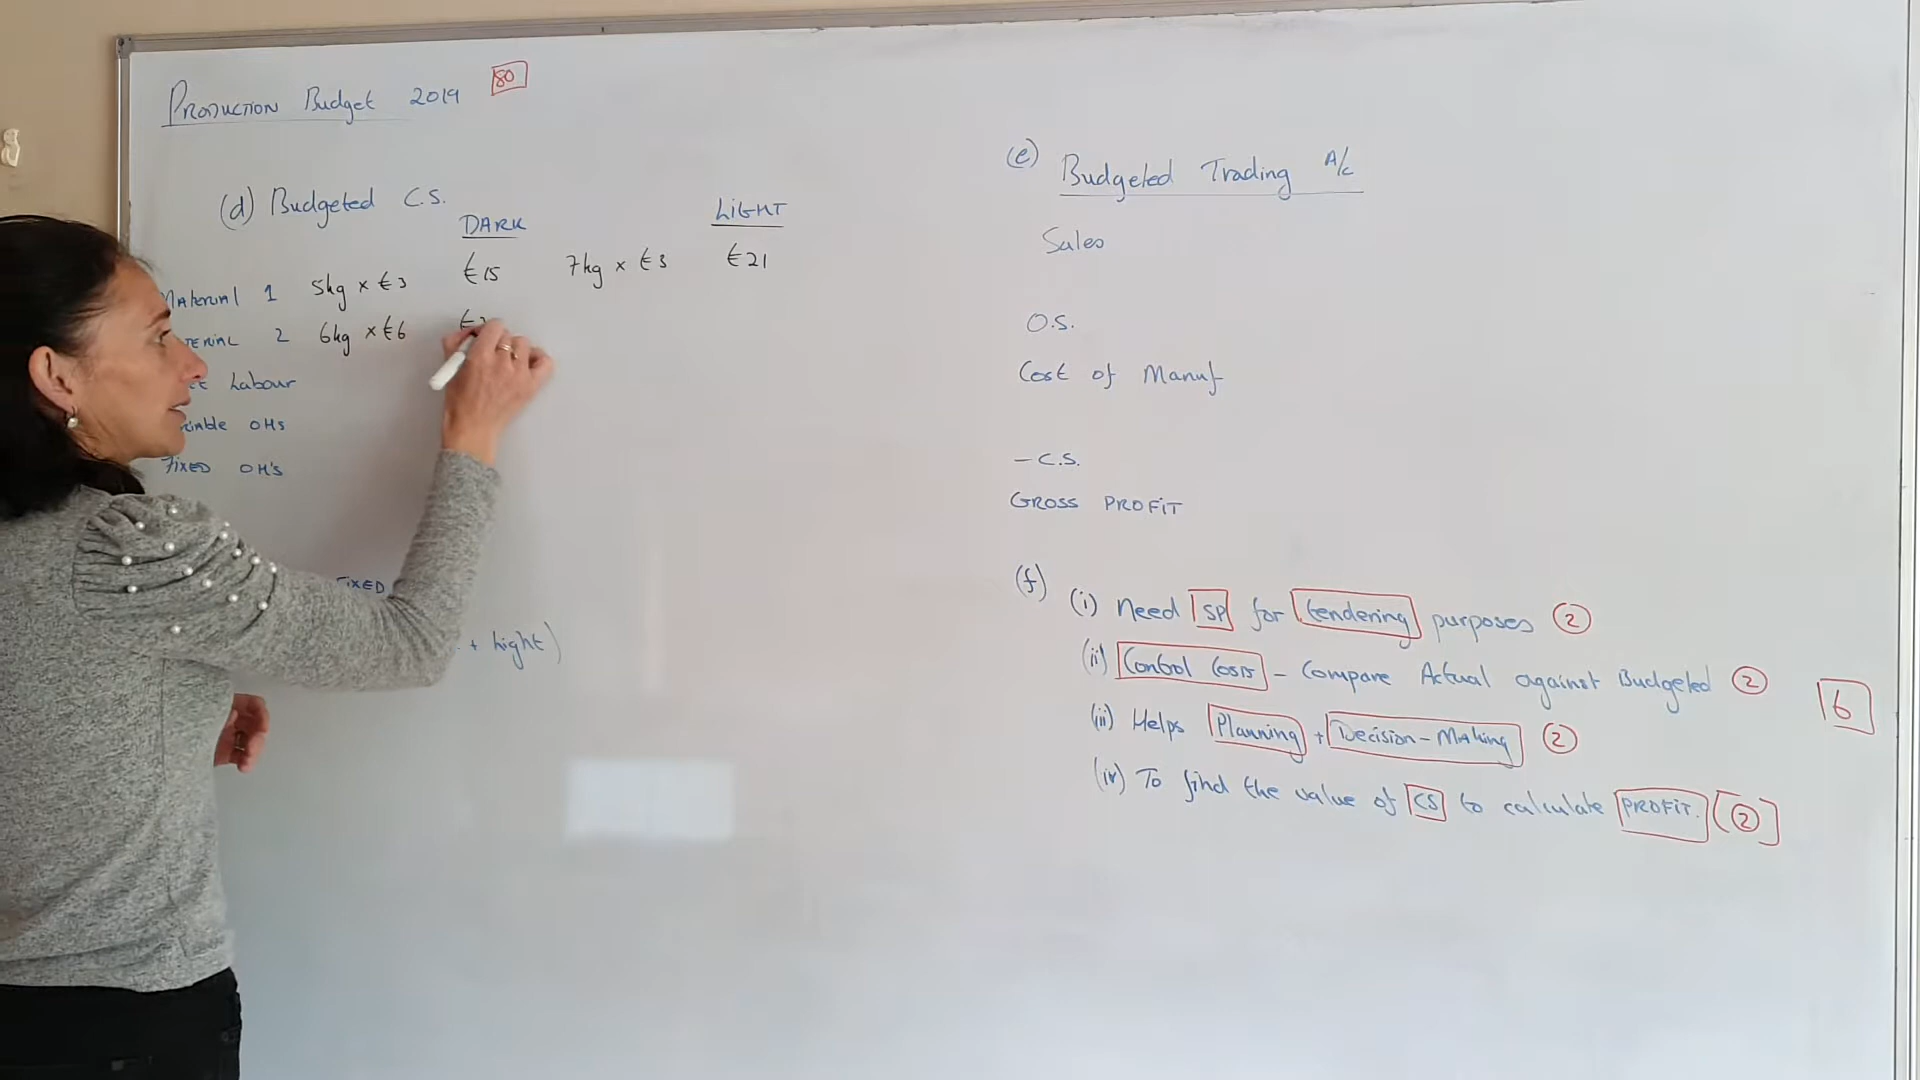 PRODUCTION Budget 2019 80
(d) Budgeted C.S.
DARK LIGHT
1 5kg x €3 €15 7kg x €3 €21
2 6kg x €6
Labour
OHs
FIXED OH's
FIXED
+ Light)
(e) Budgeted Trading A/c
Sales
O.S.
Cost of Manuf
- C.S.
GROSS PROFIT
(f) (i) Need SP for tendering purposes 2
(ii) Control Costs - Compare Actual against Budgeted 2
(iii) Helps Planning + Decision-Making 2
6
(iv) To find the value of CS to calculate PROFIT. [2]